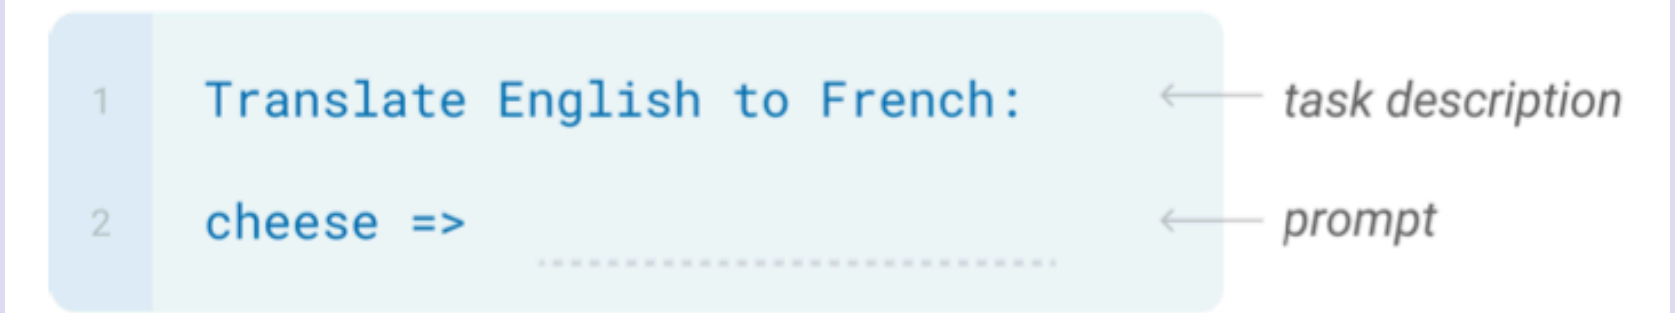 1 Translate English to French: task description
2 cheese => prompt